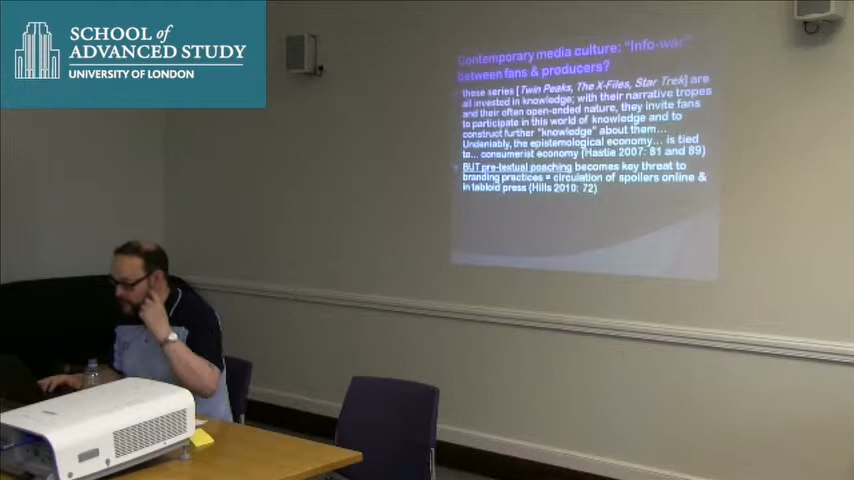 SCHOOL of
ADVANCED STUDY
UNIVERSITY OF LONDON
Contemporary media culture: "Info-war"
between fans & producers?
those series [Twin Peaks, The X-Files, Star Trek] are
all invested in knowledge; with their narrative tropes
and their often open-ended nature, they invite fans
to participate in this world of knowledge and to
construct further "knowledge" about them...
Undeniably, the epistemological economy... is tied
to... consumerist economy (Hastie 2007: 81 and 89)
BUT pre-textual poaching becomes key threat to
branding practices = circulation of spoilers online &
in tabloid press (Hills 2010: 72)